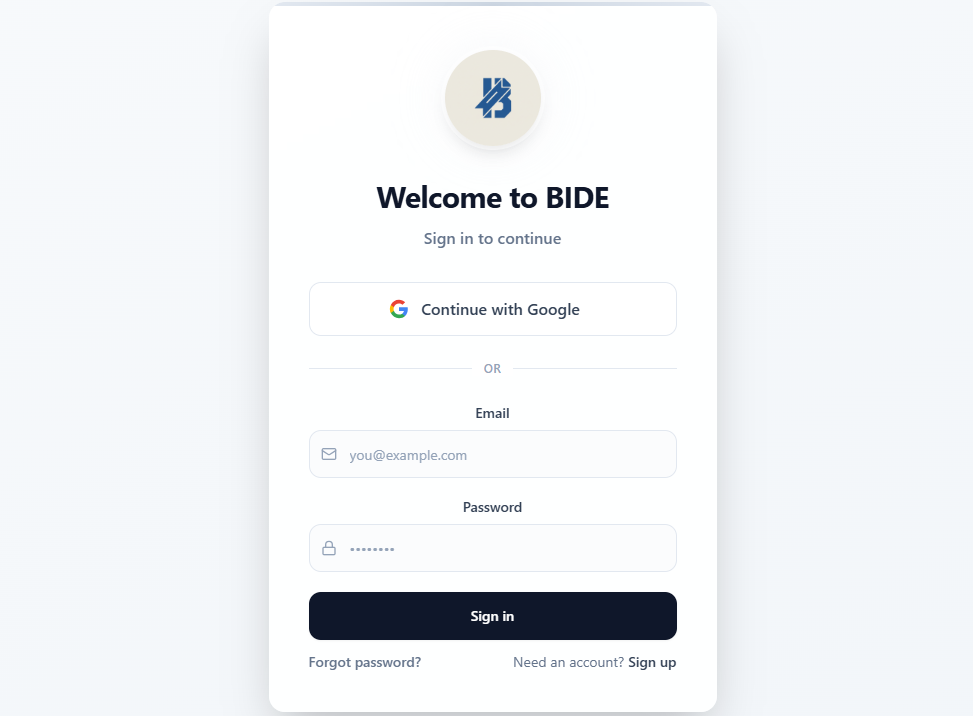 Welcome to BIDE
Sign in to continue
Continue with Google
OR
Email
you@example.com
Password
••••••••
Sign in
Forgot password?
Need an account? Sign up